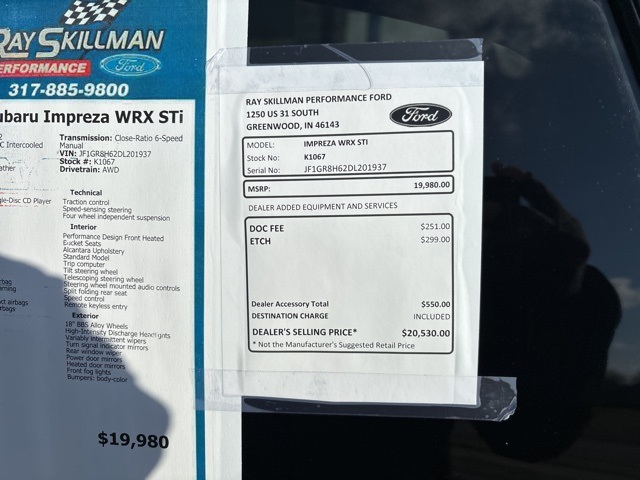 RAY SKILLMAN
PERFORMANCE
Ford
317-885-9800
Subaru Impreza WRX STi
Intercooled
Transmission: Close-Ratio 6-Speed
Manual
VIN: JF1GR8H62DL201937
Stock #: K1067
Drivetrain: AWD
CD Player
Technical
Traction control
Speed-sensing steering
Four wheel independent suspension
Interior
Performance Design Front Heated
Bucket Seats
Alcantara Upholstery
Standard Model
Trip computer
Tilt steering wheel
Telescoping steering wheel
Steering wheel mounted audio controls
Split folding rear seat
Speed control
Remote keyless entry
airbags
Exterior
18" BBS Alloy Wheels
High-Intensity Discharge Headlights
Variably intermittent wipers
Turn signal indicator mirrors
Rear window wiper
Power door mirrors
Heated door mirrors
Front fog lights
Bumpers: body-color
$19,980
RAY SKILLMAN PERFORMANCE FORD
1250 US 31 SOUTH
GREENWOOD, IN 46143
Ford
MODEL: IMPREZA WRX STI
Stock No: K1067
Serial No: JF1GR8H62DL201937
MSRP: 19,980.00
DEALER ADDED EQUIPMENT AND SERVICES
DOC FEE $251.00
ETCH $299.00
Dealer Accessory Total $550.00
DESTINATION CHARGE INCLUDED
DEALER'S SELLING PRICE* $20,530.00
* Not the Manufacturer's Suggested Retail Price